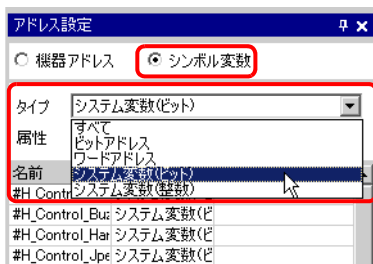 アドレス設定
機器アドレス
シンボル変数
タイプ
システム変数(ビット)
属性
すべて
ビットアドレス
ワードアドレス
システム変数(ビット)
システム変数(整数)
名前
#H_Contr
#H_Control_Buz システム変数(ビ
#H_Control_Har システム変数(ビ
#H_Control_Jpe システム変数(ビ